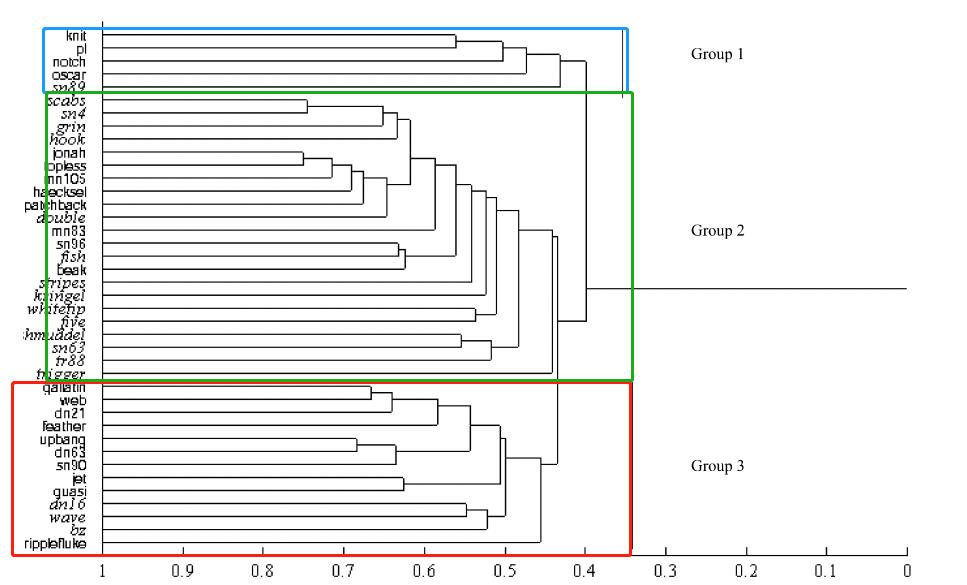 knit
pl
notch
oscar
sn89
Group 1
scabs
sn4
grin
hook
jonah
topless
mn105
haecksel
patchback
double
mn83
sn96
fish
beak
stripes
kringel
whitetip
five
hmuddel
sn63
tr88
trigger
Group 2
gallatin
web
dn21
feather
upbang
dn63
sn90
jet
quasi
dn16
wave
bz
ripplefluke
Group 3
1 0.9 0.8 0.7 0.6 0.5 0.4 0.3 0.2 0.1 0